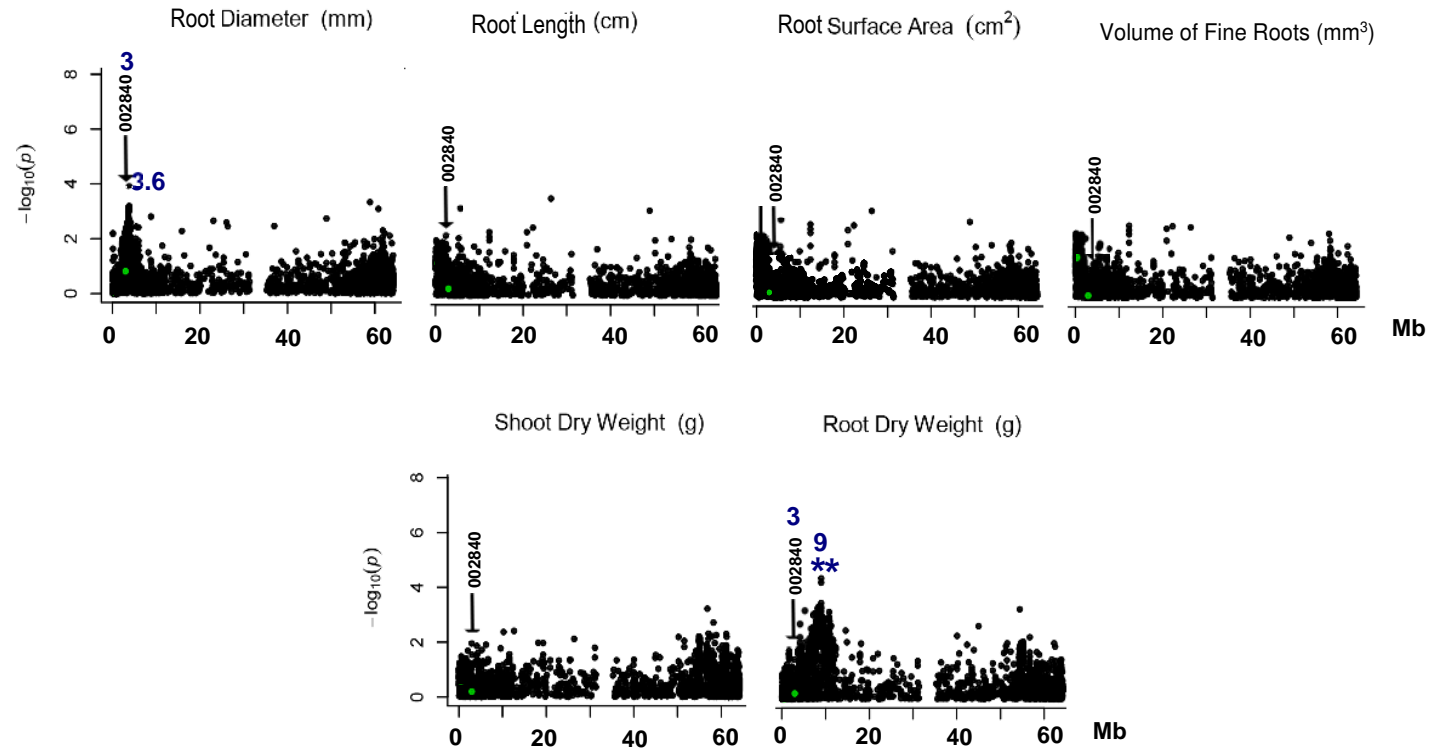 Root Diameter (mm)
Root Length (cm)
Root Surface Area (cm²)
Volume of Fine Roots (mm³)
3
002840
3.6
002840
002840
002840
−log₁₀(p)
8
6
4
2
0
0 20 40 60
0 20 40 60
0 20 40 60
0 20 40 60
Mb
Shoot Dry Weight (g)
Root Dry Weight (g)
−log₁₀(p)
8
6
4
2
0
002840
3
002840
9
**
0 20 40 60
0 20 40 60
Mb